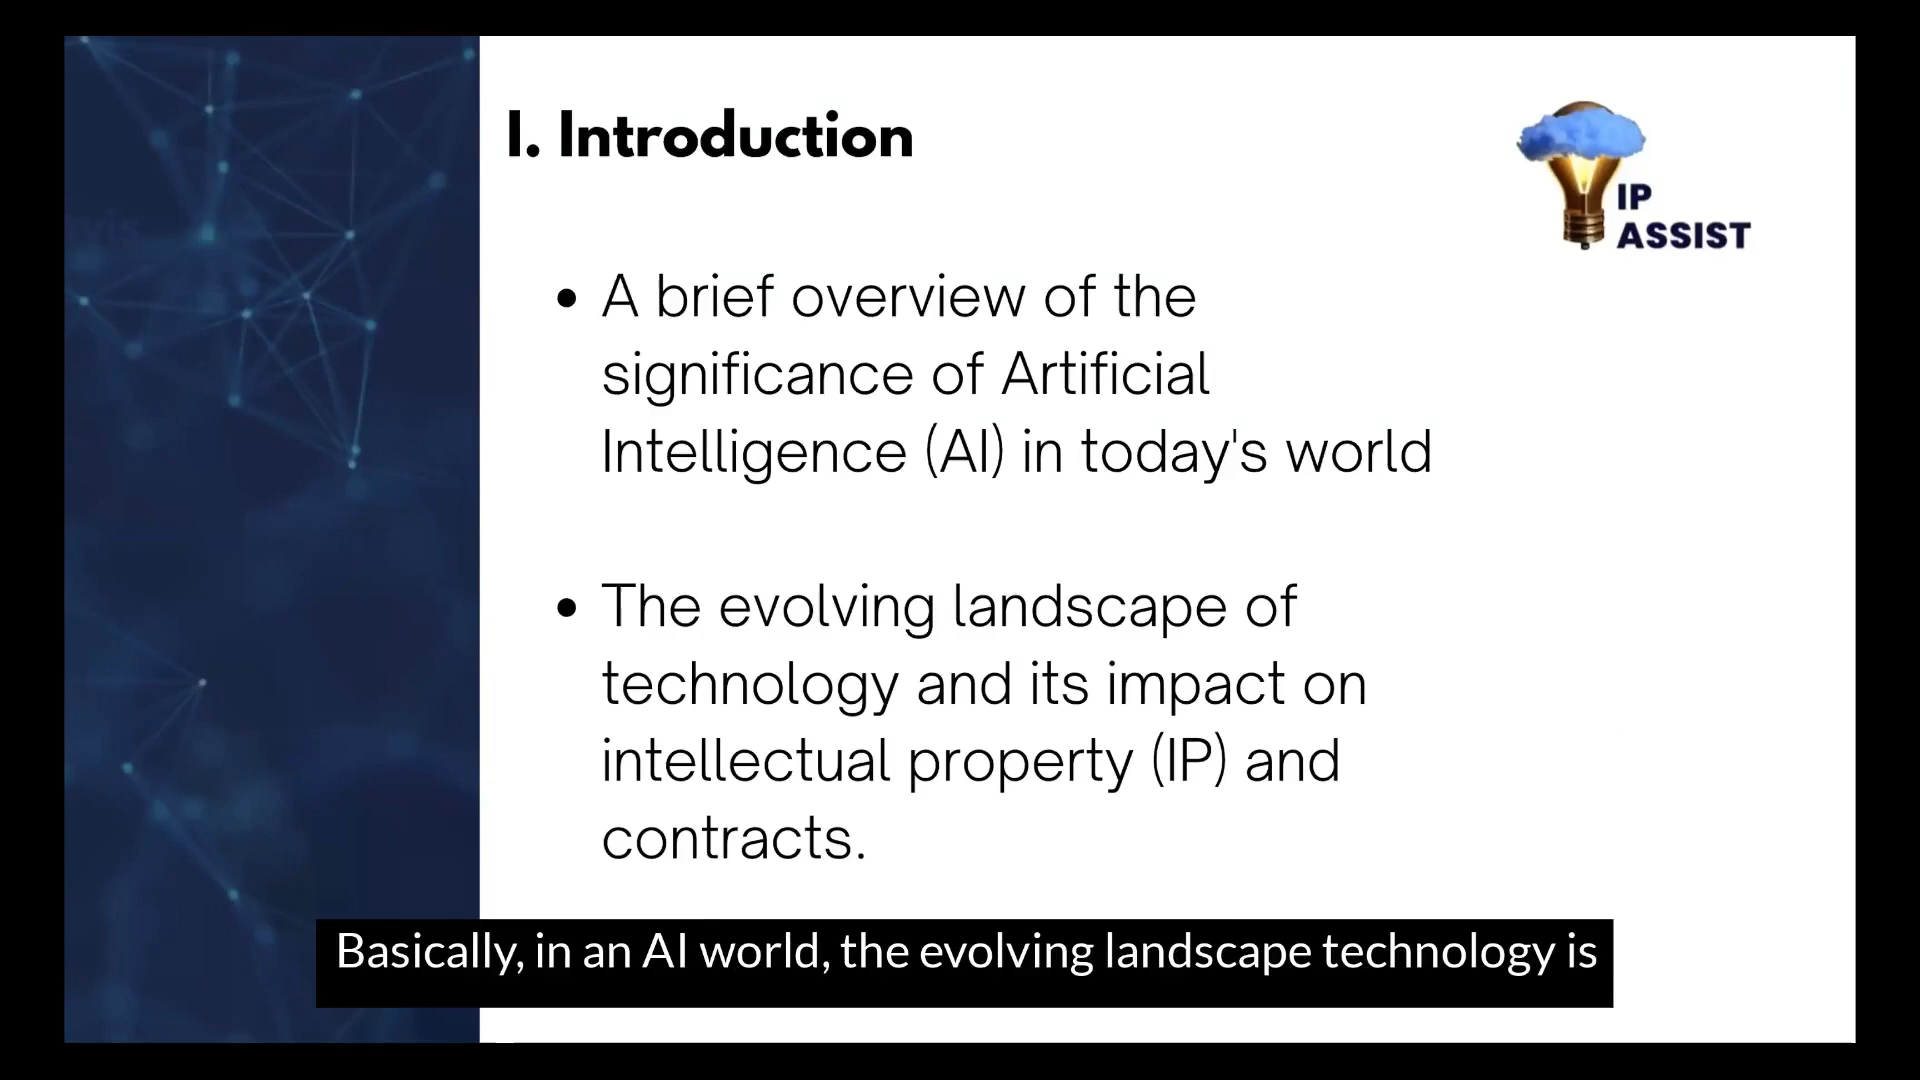 I. Introduction
IP
ASSIST
• A brief overview of the
significance of Artificial
Intelligence (AI) in today's world
• The evolving landscape of
technology and its impact on
intellectual property (IP) and
contracts.
Basically, in an AI world, the evolving landscape technology is